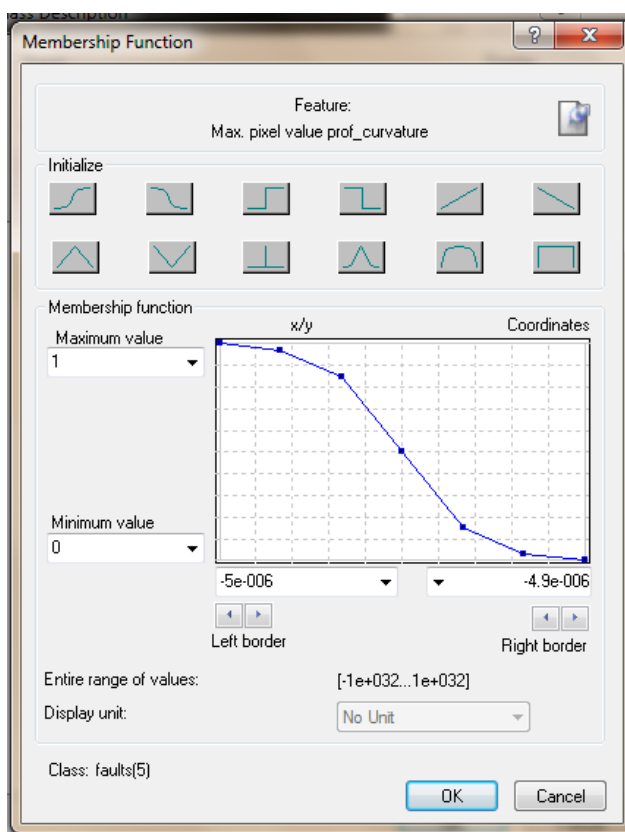 ass Description
Membership Function
?
X
Feature:
Max. pixel value prof_curvature
Initialize
Membership function
x/y
Coordinates
Maximum value
1
Minimum value
0
-5e-006
-4.9e-006
Left border
Right border
Entire range of values:
[-1e+032...1e+032]
Display unit:
No Unit
Class: faults(5)
OK
Cancel